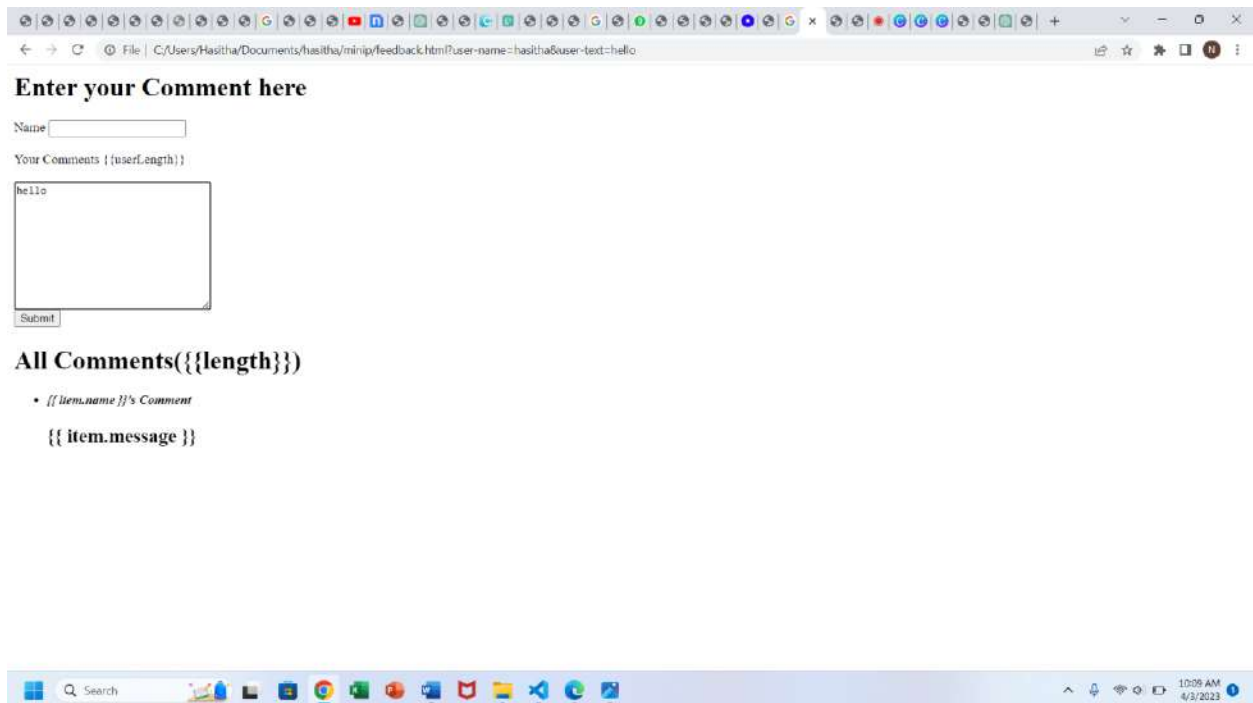 File | C:/Users/Hasitha/Documents/hasitha/minip/feedback.html?user-name=hasitha&user-text=hello
N
Enter your Comment here
Name
Your Comments {{userLength}}
hello
Submit
All Comments({{length}})
• {{ item.name }}'s Comment
{{ item.message }}
Search
10:09 AM
4/3/2023